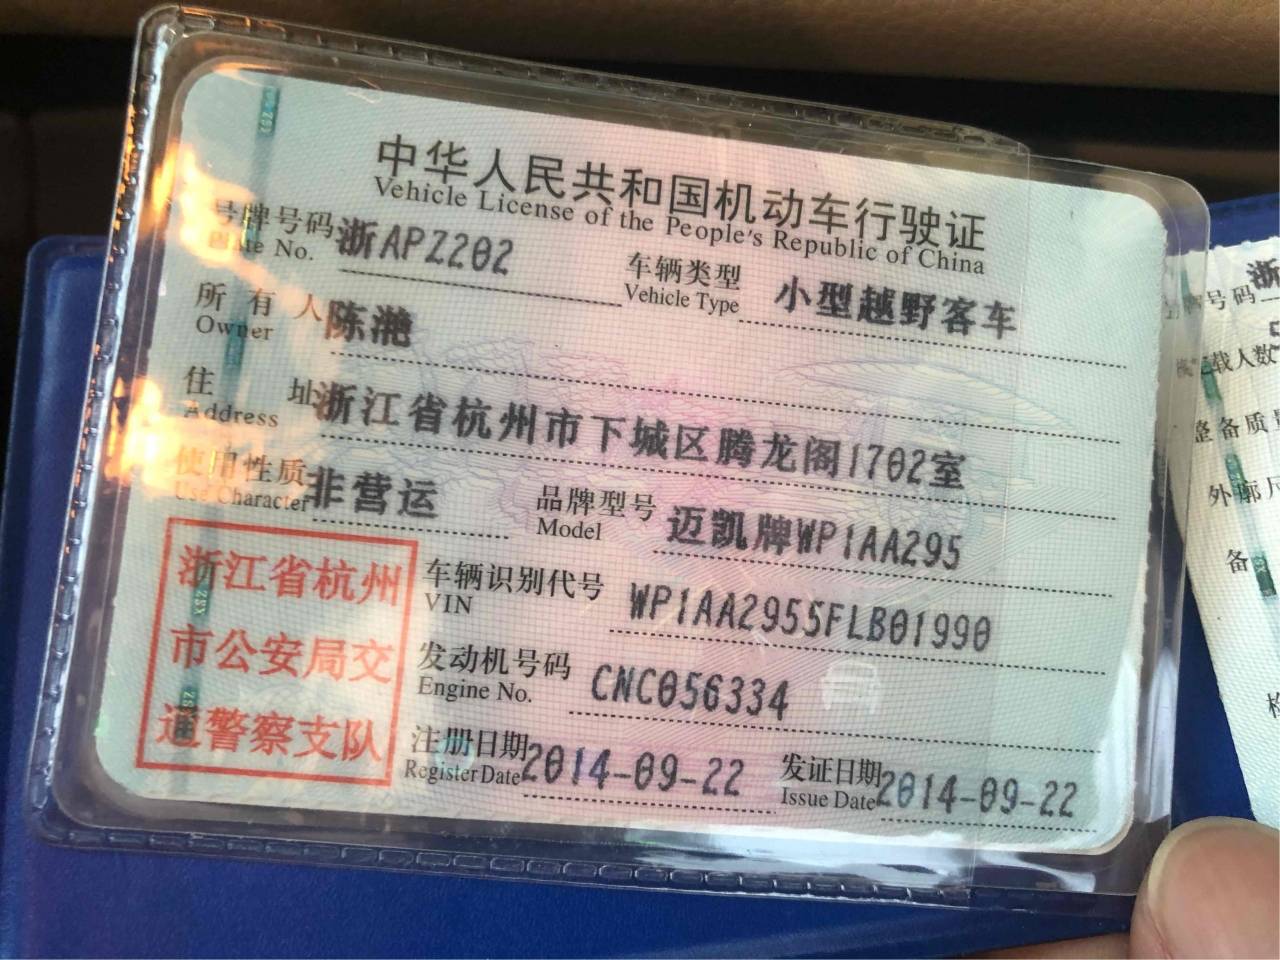 中华人民共和国机动车行驶证
Vehicle License of the People's Republic of China
号牌号码 浙APZ202
Plate No.
车辆类型 小型越野客车
Vehicle Type
所有人 陈滟
Owner
住址 浙江省杭州市下城区腾龙阁1702室
Address
使用性质 非营运
Use Character
品牌型号 迈凯牌WP1AA295
Model
浙江省杭州
市公安局交
通警察支队
车辆识别代号 WP1AA2955FLB01990
VIN
发动机号码 CNC056334
Engine No.
注册日期 2014-09-22
Register Date
发证日期 2014-09-22
Issue Date
号码 浙
载人数
整备质量
外廓尺
备